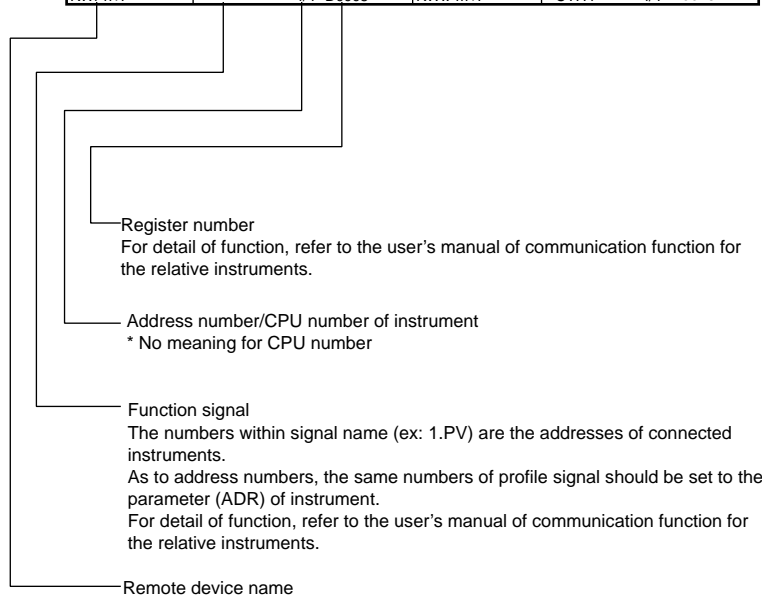 Register number
For detail of function, refer to the user's manual of communication function for
the relative instruments.
Address number/CPU number of instrument
* No meaning for CPU number
Function signal
The numbers within signal name (ex: 1.PV) are the addresses of connected
instruments.
As to address numbers, the same numbers of profile signal should be set to the
parameter (ADR) of instrument.
For detail of function, refer to the user's manual of communication function for
the relative instruments.
Remote device name